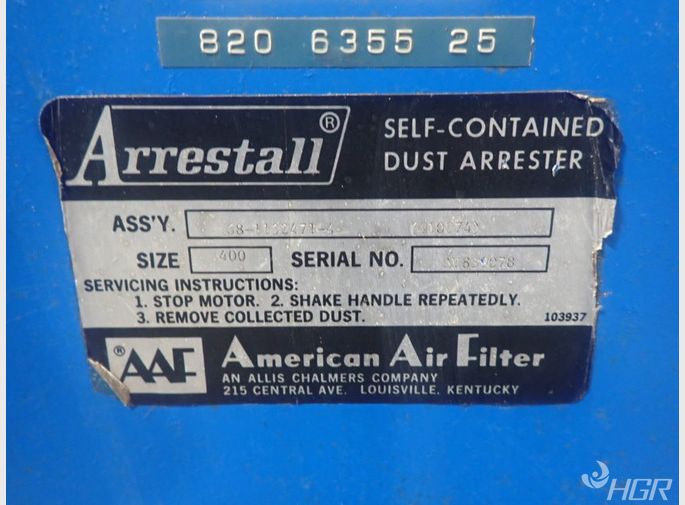 820 6355 25
Arrestall®
SELF-CONTAINED
DUST ARRESTER
ASS'Y.
SIZE 400 SERIAL NO.
SERVICING INSTRUCTIONS:
1. STOP MOTOR. 2. SHAKE HANDLE REPEATEDLY.
3. REMOVE COLLECTED DUST.
103937
®AAF American Air Filter
AN ALLIS CHALMERS COMPANY
215 CENTRAL AVE. LOUISVILLE, KENTUCKY
HGR